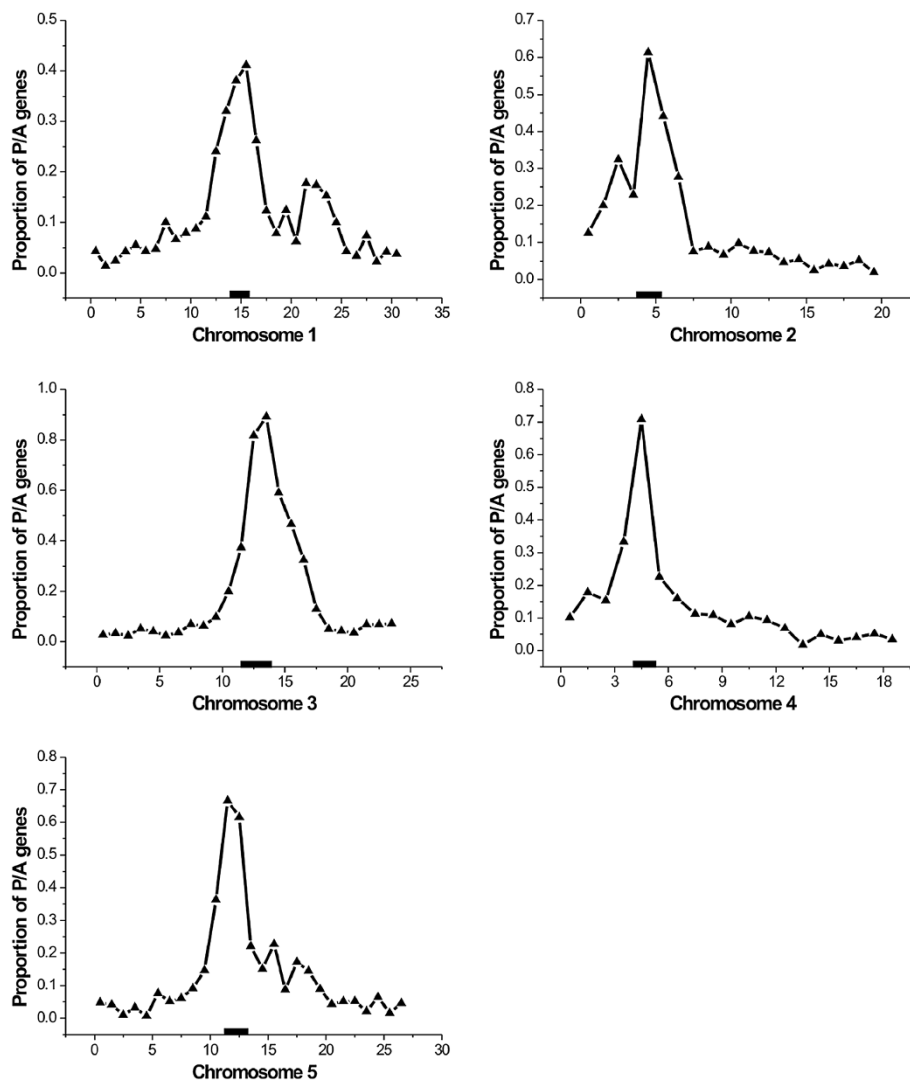 0.5
0.4
0.3
0.2
0.1
0.0
Proportion of P/A genes
0 5 10 15 20 25 30 35
Chromosome 1
0.7
0.6
0.5
0.4
0.3
0.2
0.1
0.0
Proportion of P/A genes
0 5 10 15 20
Chromosome 2
1.0
0.8
0.6
0.4
0.2
0.0
Proportion of P/A genes
0 5 10 15 20 25
Chromosome 3
0.8
0.7
0.6
0.5
0.4
0.3
0.2
0.1
0.0
Proportion of P/A genes
0 3 6 9 12 15 18
Chromosome 4
0.8
0.7
0.6
0.5
0.4
0.3
0.2
0.1
0.0
Proportion of P/A genes
0 5 10 15 20 25 30
Chromosome 5